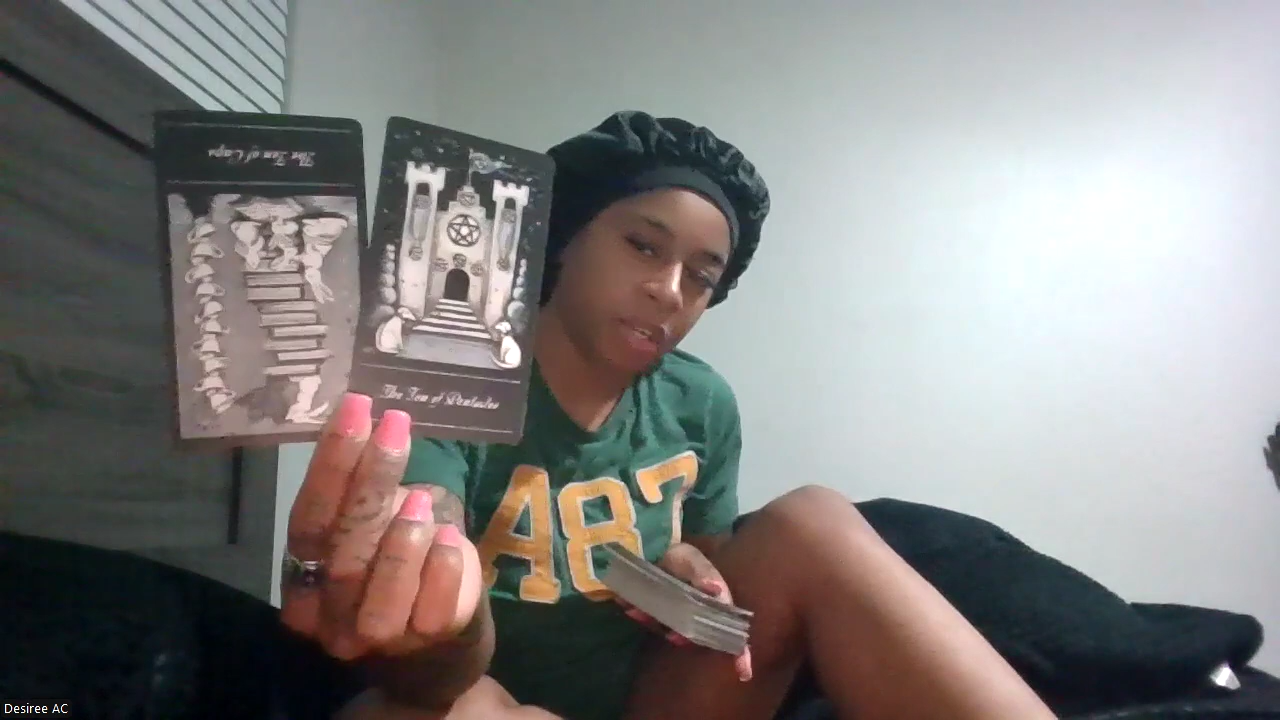 The Ten of Cups
The Ten of Pentacles
A87
Desiree AC